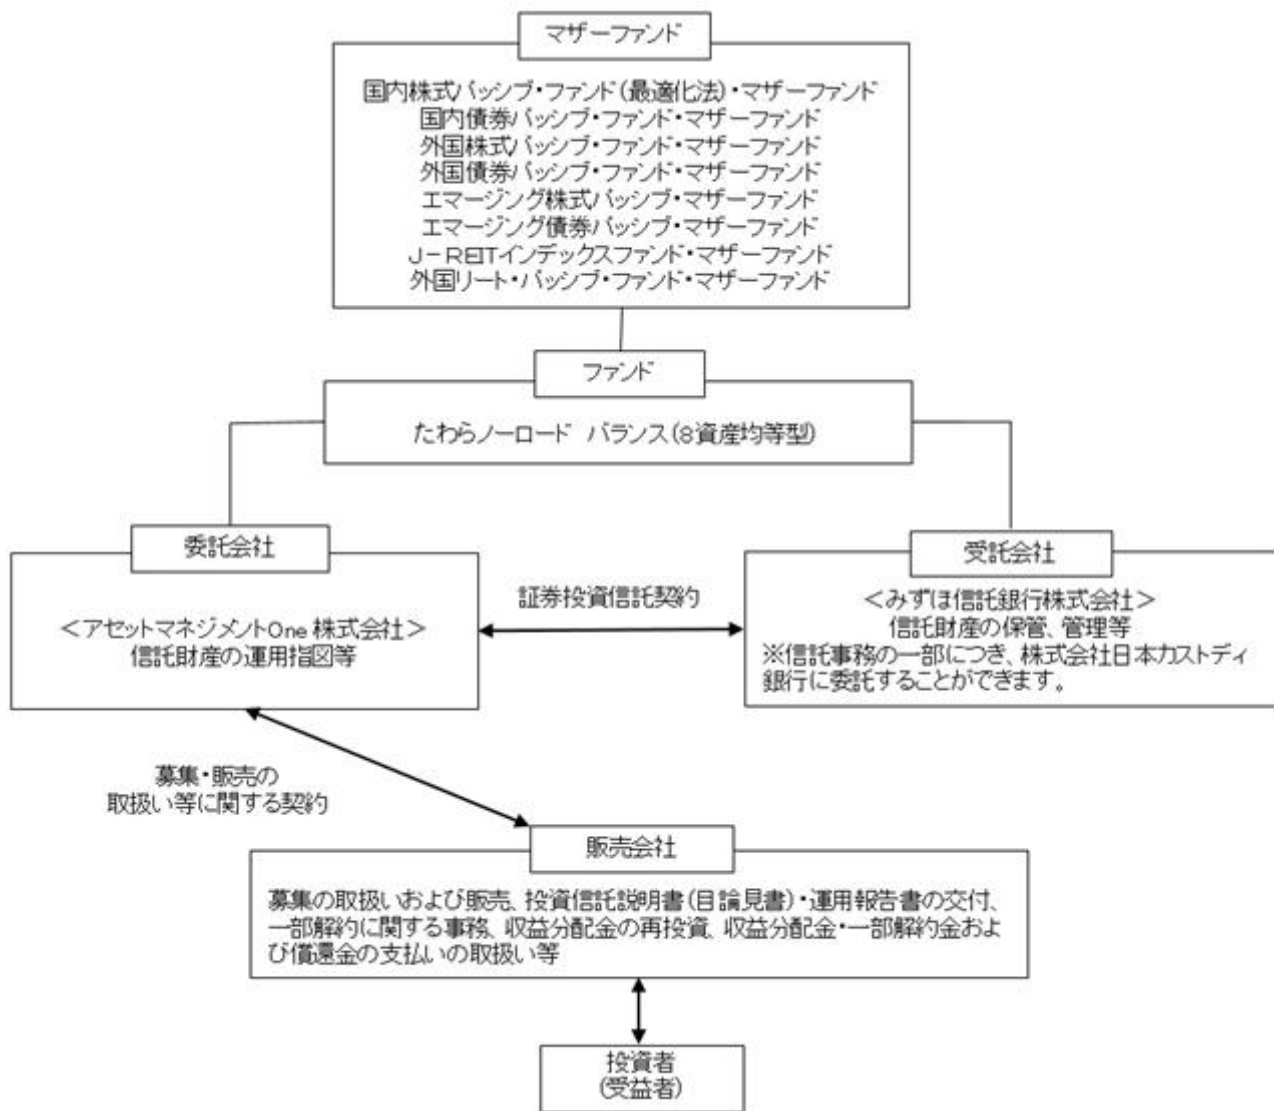 マザーファンド
国内株式パッシブ・ファンド(最適化法)・マザーファンド
国内債券パッシブ・ファンド・マザーファンド
外国株式パッシブ・ファンド・マザーファンド
外国債券パッシブ・ファンド・マザーファンド
エマージング株式パッシブ・マザーファンド
エマージング債券パッシブ・マザーファンド
J－REITインデックスファンド・マザーファンド
外国リート・パッシブ・ファンド・マザーファンド
ファンド
たわらノーロード バランス(8資産均等型)
委託会社
＜アセットマネジメントOne 株式会社＞
信託財産の運用指図等
証券投資信託契約
受託会社
＜みずほ信託銀行株式会社＞
信託財産の保管、管理等
※信託事務の一部につき、株式会社日本カストディ
銀行に委託することができます。
募集・販売の
取扱い等に関する契約
販売会社
募集の取扱いおよび販売、投資信託説明書(目論見書)・運用報告書の交付、
一部解約に関する事務、収益分配金の再投資、収益分配金・一部解約金およ
び償還金の支払いの取扱い等
投資者
(受益者)